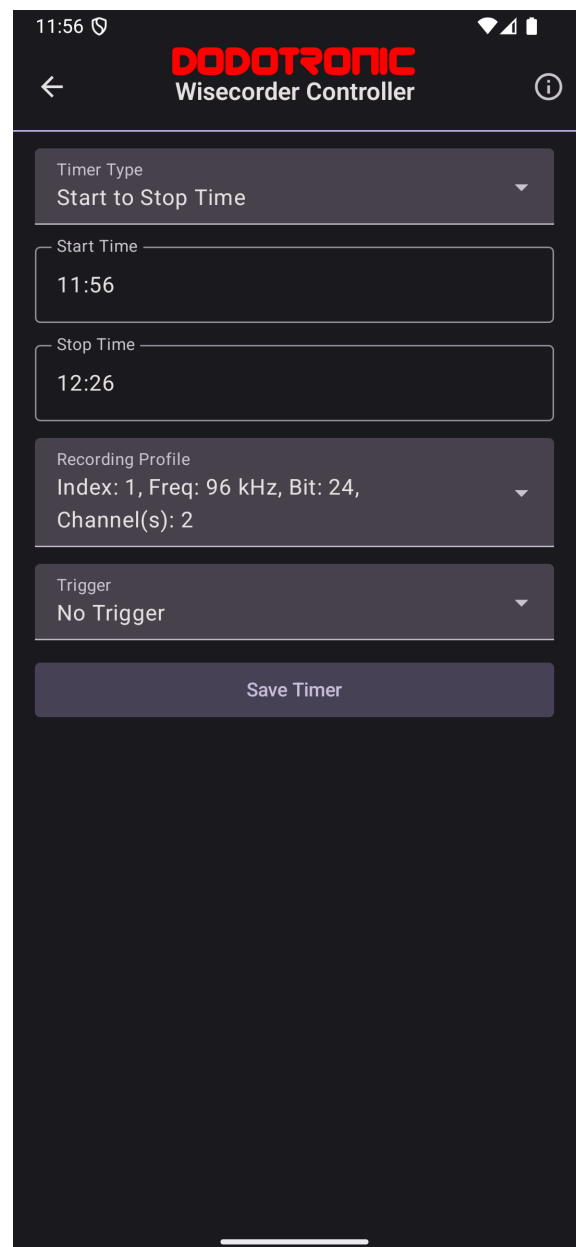 11:56
DODOTRONIC
Wisecorder Controller
Timer Type
Start to Stop Time
Start Time
11:56
Stop Time
12:26
Recording Profile
Index: 1, Freq: 96 kHz, Bit: 24,
Channel(s): 2
Trigger
No Trigger
Save Timer